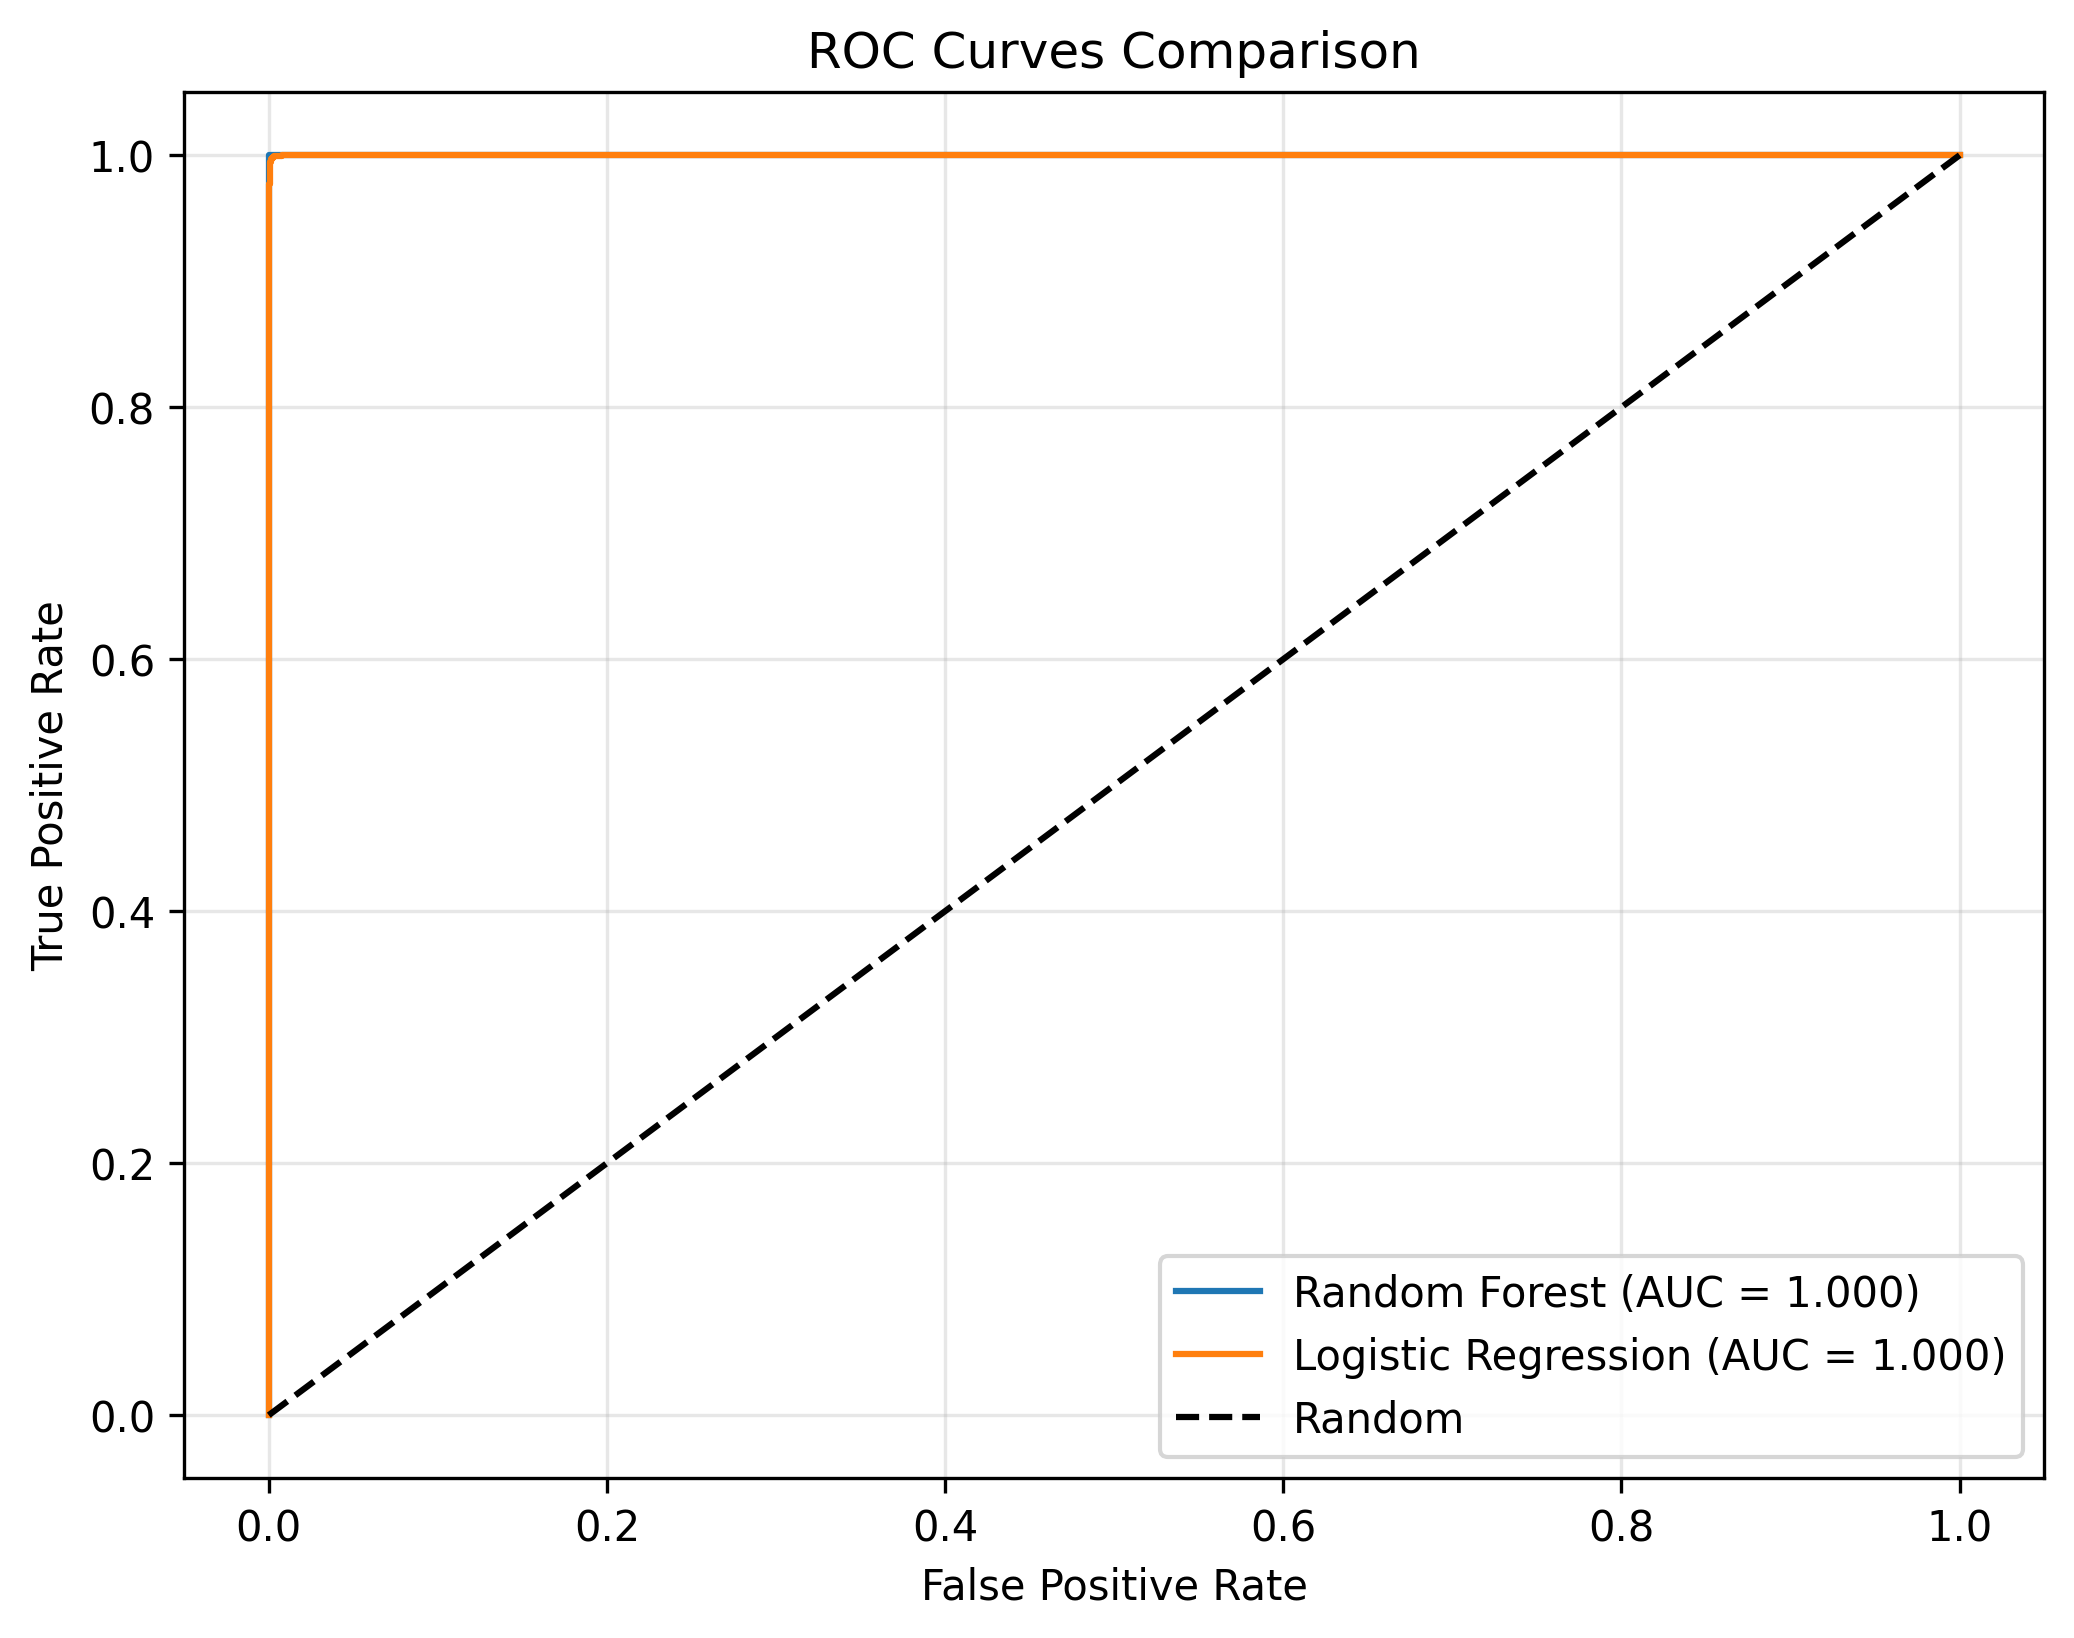 ROC Curves Comparison
True Positive Rate
1.0
0.8
0.6
0.4
0.2
0.0
Random Forest (AUC = 1.000)
Logistic Regression (AUC = 1.000)
Random
0.0 0.2 0.4 0.6 0.8 1.0
False Positive Rate